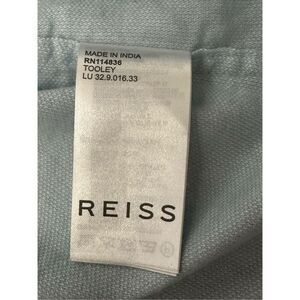 MADE IN INDIA
RN114836
TOOLEY
LU 32.9.016.33
REISS